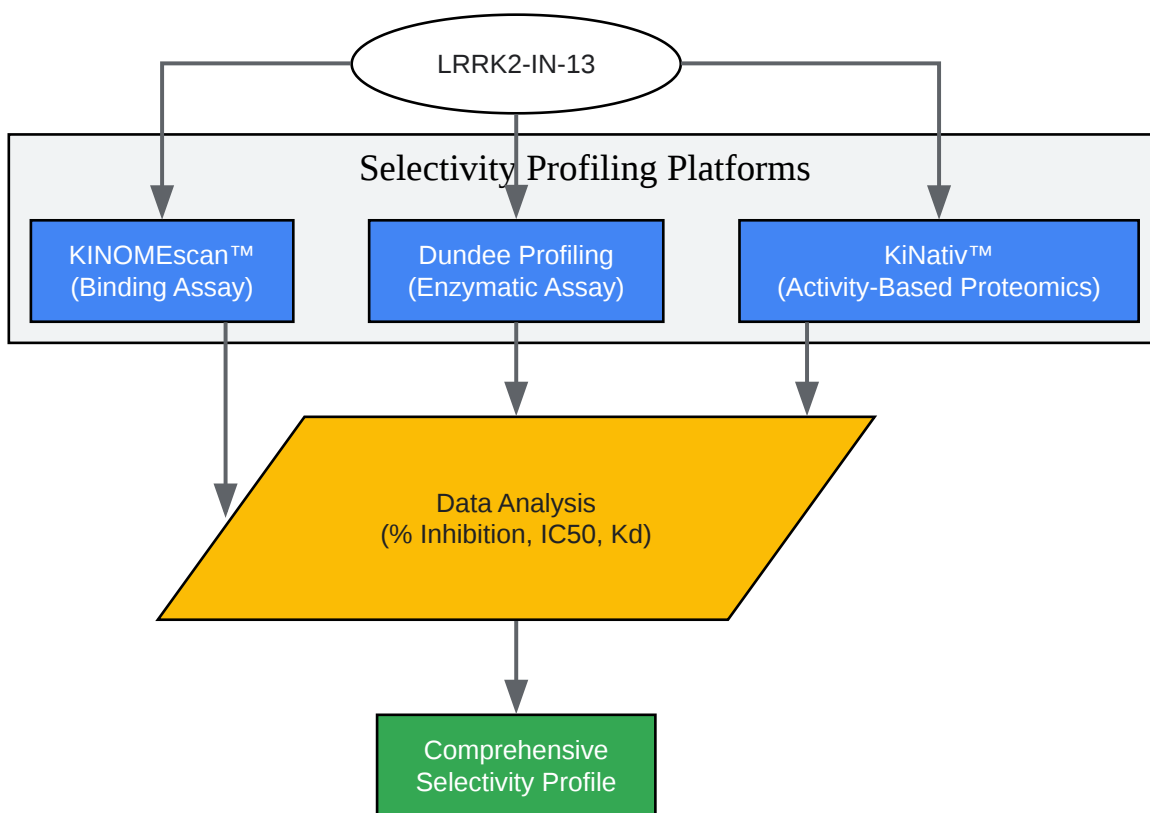 LRRK2-IN-13
Selectivity Profiling Platforms
KINOMEscan™
(Binding Assay)
Dundee Profiling
(Enzymatic Assay)
KiNativ™
(Activity-Based Proteomics)
Data Analysis
(% Inhibition, IC50, Kd)
Comprehensive
Selectivity Profile